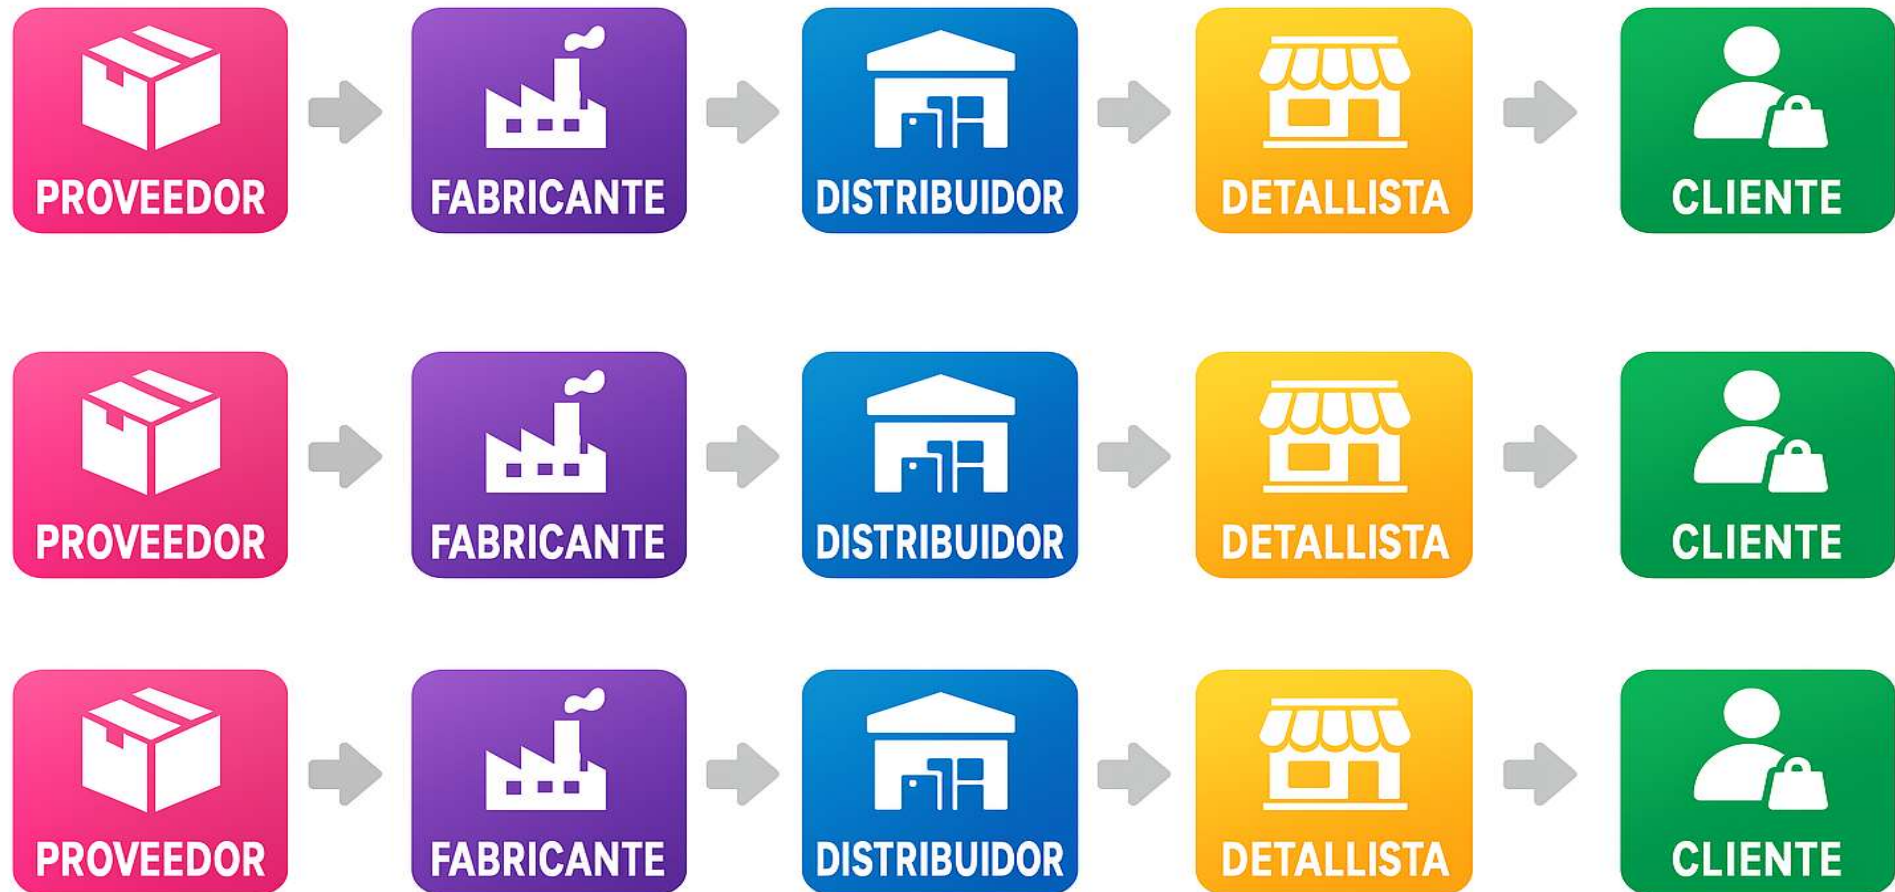 PROVEEDOR
FABRICANTE
DISTRIBUIDOR
DETALLISTA
CLIENTE
PROVEEDOR
FABRICANTE
DISTRIBUIDOR
DETALLISTA
CLIENTE
PROVEEDOR
FABRICANTE
DISTRIBUIDOR
DETALLISTA
CLIENTE